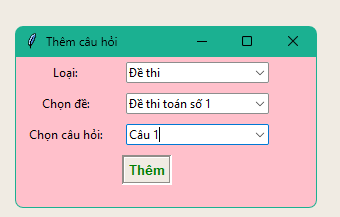 Thêm câu hỏi
Loại: Đề thi
Chọn đề: Đề thi toán số 1
Chọn câu hỏi: Câu 1
Thêm